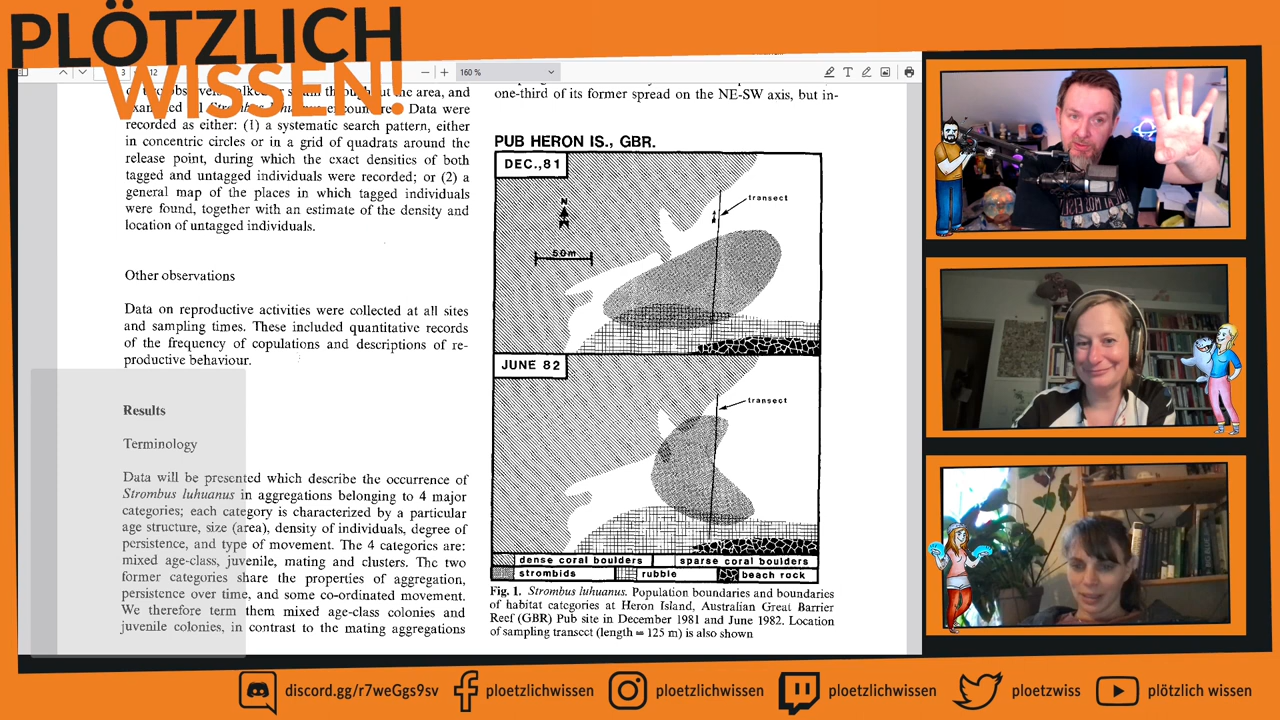 PLÖTZLICH
WISSEN!
3
12
160 %
area, and
Data were
recorded as either: (1) a systematic search pattern, either
in concentric circles or in a grid of quadrats around the
release point, during which the exact densities of both
tagged and untagged individuals were recorded; or (2) a
general map of the places in which tagged individuals
were found, together with an estimate of the density and
location of untagged individuals.
Other observations
Data on reproductive activities were collected at all sites
and sampling times. These included quantitative records
of the frequency of copulations and descriptions of re-
productive behaviour.
Results
Terminology
Data will be presented which describe the occurrence of
Strombus luhuanus in aggregations belonging to 4 major
categories; each category is characterized by a particular
age structure, size (area), density of individuals, degree of
persistence, and type of movement. The 4 categories are:
mixed age-class, juvenile, mating and clusters. The two
former categories share the properties of aggregation,
persistence over time, and some co-ordinated movement.
We therefore term them mixed age-class colonies and
juvenile colonies, in contrast to the mating aggregations
one-third of its former spread on the NE-SW axis, but in-
PUB HERON IS., GBR.
DEC.,81
transect
N
50m
JUNE 82
transect
dense coral boulders
sparse coral boulders
strombids
rubble
beach rock
Fig. 1. Strombus luhuanus. Population boundaries and boundaries
of habitat categories at Heron Island, Australian Great Barrier
Reef (GBR) Pub site in December 1981 and June 1982. Location
of sampling transect (length = 125 m) is also shown
discord.gg/r7weGgs9sv
ploetzlichwissen
ploetzlichwissen
ploetzlichwissen
ploetzwiss
plötzlich wissen